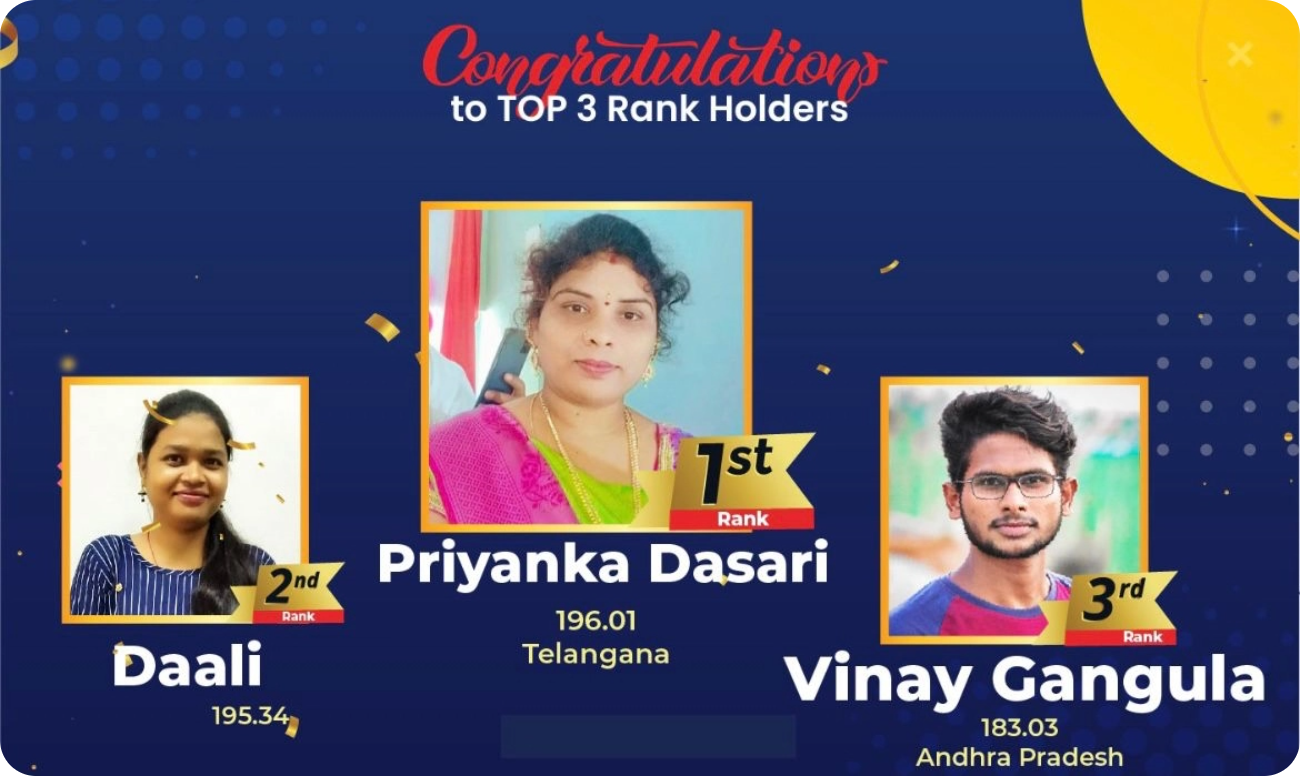 Congratulations
to TOP 3 Rank Holders
1st
Rank
Priyanka Dasari
196.01
Telangana
2nd
Rank
Daali
195.34
3rd
Rank
Vinay Gangula
183.03
Andhra Pradesh